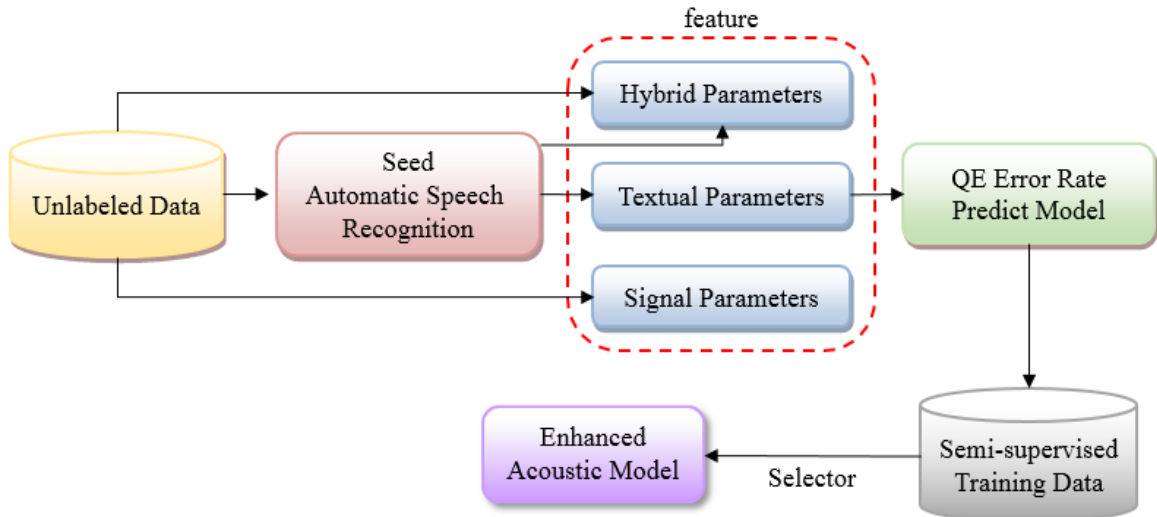 feature
Hybrid Parameters
Unlabeled Data
Seed
Automatic Speech
Recognition
Textual Parameters
QE Error Rate
Predict Model
Signal Parameters
Enhanced
Acoustic Model
Selector
Semi-supervised
Training Data